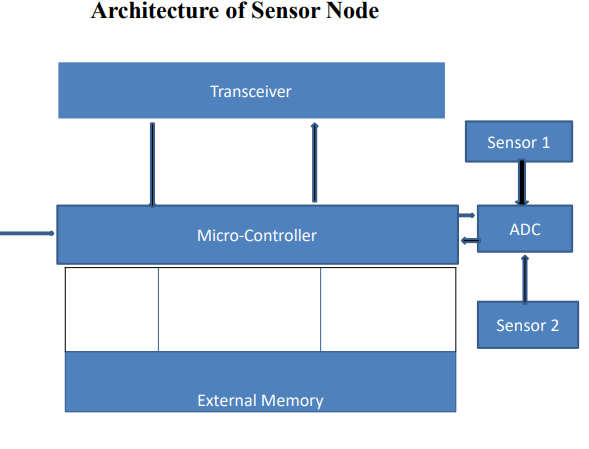 Architecture of Sensor Node
Transceiver
Sensor 1
Micro-Controller
ADC
Sensor 2
External Memory